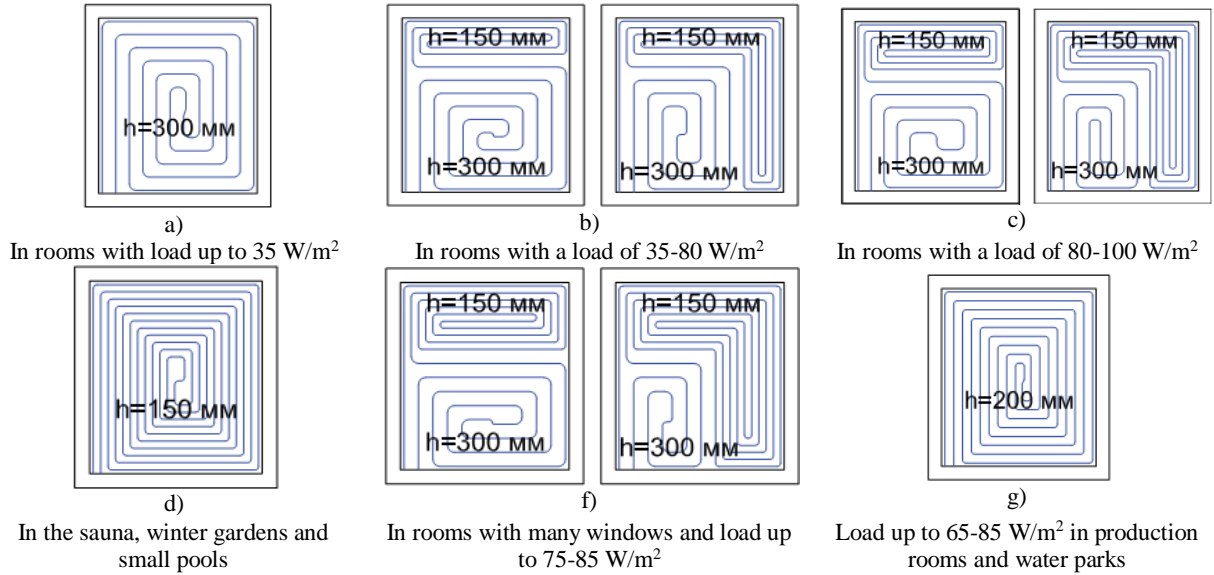 h=300 мм
a)
In rooms with load up to 35 W/m²
h=150 мм
h=300 мм
h=150 мм
h=300 мм
b)
In rooms with a load of 35-80 W/m²
h=150 мм
h=300 мм
h=150 мм
h=300 мм
c)
In rooms with a load of 80-100 W/m²
h=150 мм
d)
In the sauna, winter gardens and
small pools
h=150 мм
h=300 мм
h=150 мм
h=300 мм
f)
In rooms with many windows and load up
to 75-85 W/m²
h=200 мм
g)
Load up to 65-85 W/m² in production
rooms and water parks